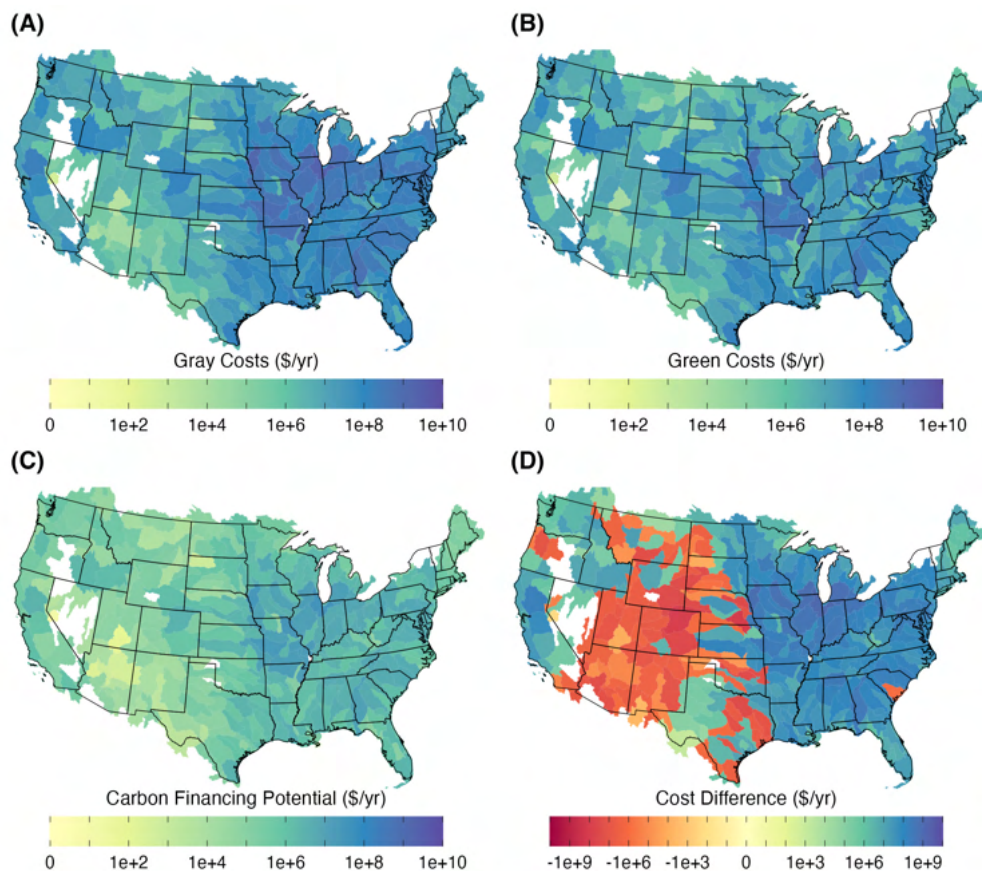 (A)
(B)
Gray Costs ($/yr)
Green Costs ($/yr)
0 1e+2 1e+4 1e+6 1e+8 1e+10
0 1e+2 1e+4 1e+6 1e+8 1e+10
(C)
(D)
Carbon Financing Potential ($/yr)
Cost Difference ($/yr)
0 1e+2 1e+4 1e+6 1e+8 1e+10
-1e+9 -1e+6 -1e+3 0 1e+3 1e+6 1e+9